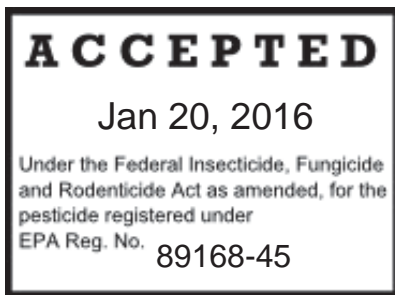 ACCEPTED
Jan 20, 2016
Under the Federal Insecticide, Fungicide
and Rodenticide Act as amended, for the
pesticide registered under
EPA Reg. No. 89168-45